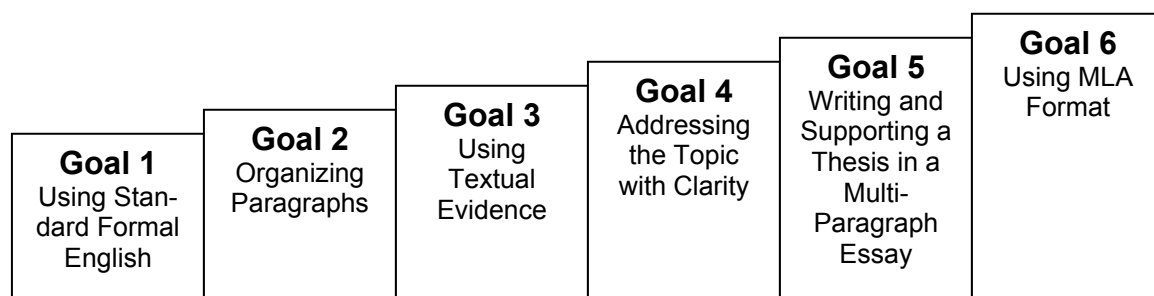 Goal 1
Using Stan-
dard Formal
English
Goal 2
Organizing
Paragraphs
Goal 3
Using
Textual
Evidence
Goal 4
Addressing
the Topic
with Clarity
Goal 5
Writing and
Supporting a
Thesis in a
Multi-
Paragraph
Essay
Goal 6
Using MLA
Format